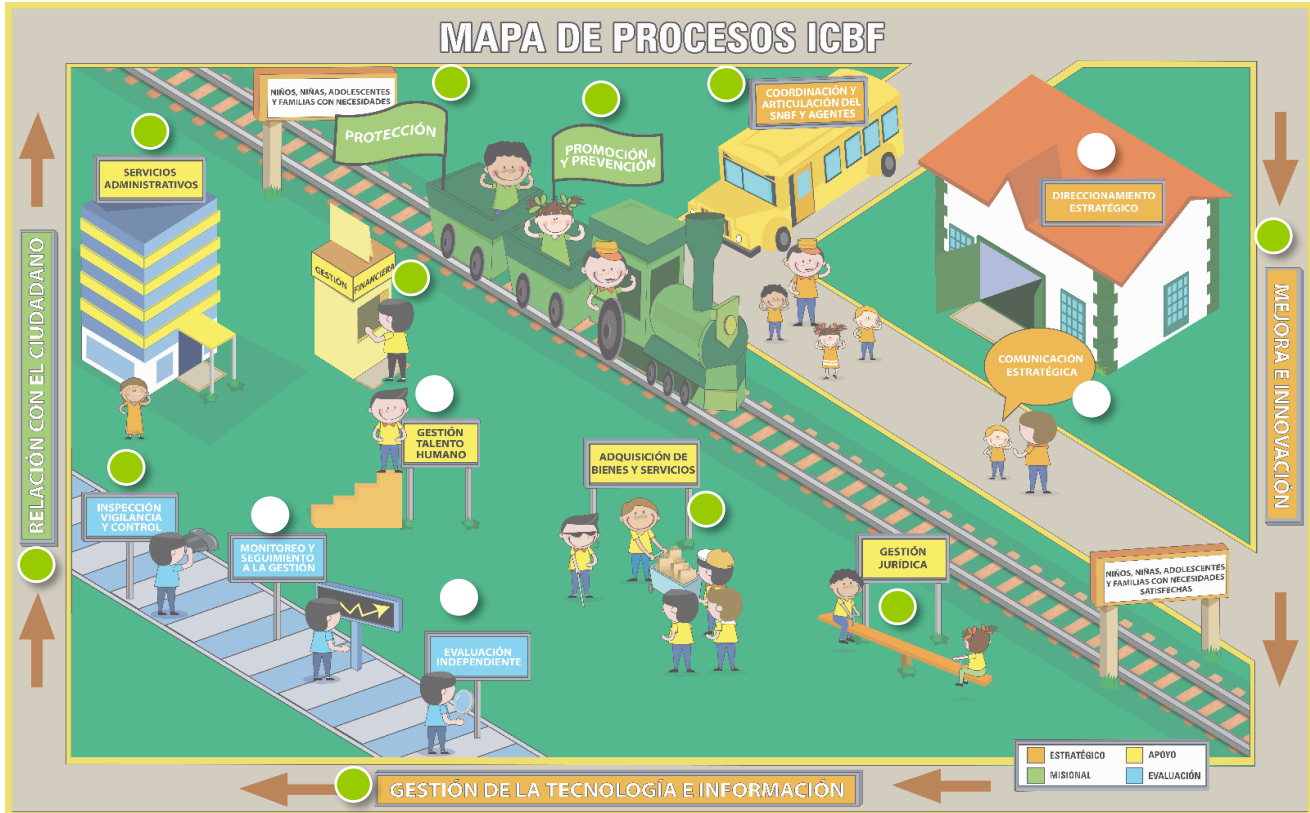 MAPA DE PROCESOS ICBF
NIÑOS, NIÑAS, ADOLESCENTES
Y FAMILIAS CON NECESIDADES
PROTECCIÓN
PROMOCIÓN
Y PREVENCIÓN
COORDINACIÓN Y
ARTICULACIÓN DEL
SNBF Y AGENTES
SERVICIOS
ADMINISTRATIVOS
DIRECCIONAMIENTO
ESTRATÉGICO
GESTIÓN
FINANCIERA
RELACIÓN CON EL CIUDADANO
MEJORA E INNOVACIÓN
COMUNICACIÓN
ESTRATÉGICA
GESTIÓN
TALENTO
HUMANO
ADQUISICIÓN DE
BIENES Y SERVICIOS
INSPECCIÓN
VIGILANCIA
Y CONTROL
MONITOREO Y
SEGUIMIENTO
A LA GESTIÓN
GESTIÓN
JURÍDICA
NIÑOS, NIÑAS, ADOLESCENTES
Y FAMILIAS CON NECESIDADES
SATISFECHAS
EVALUACIÓN
INDEPENDIENTE
ESTRATÉGICO
APOYO
MISIONAL
EVALUACIÓN
GESTIÓN DE LA TECNOLOGÍA E INFORMACIÓN